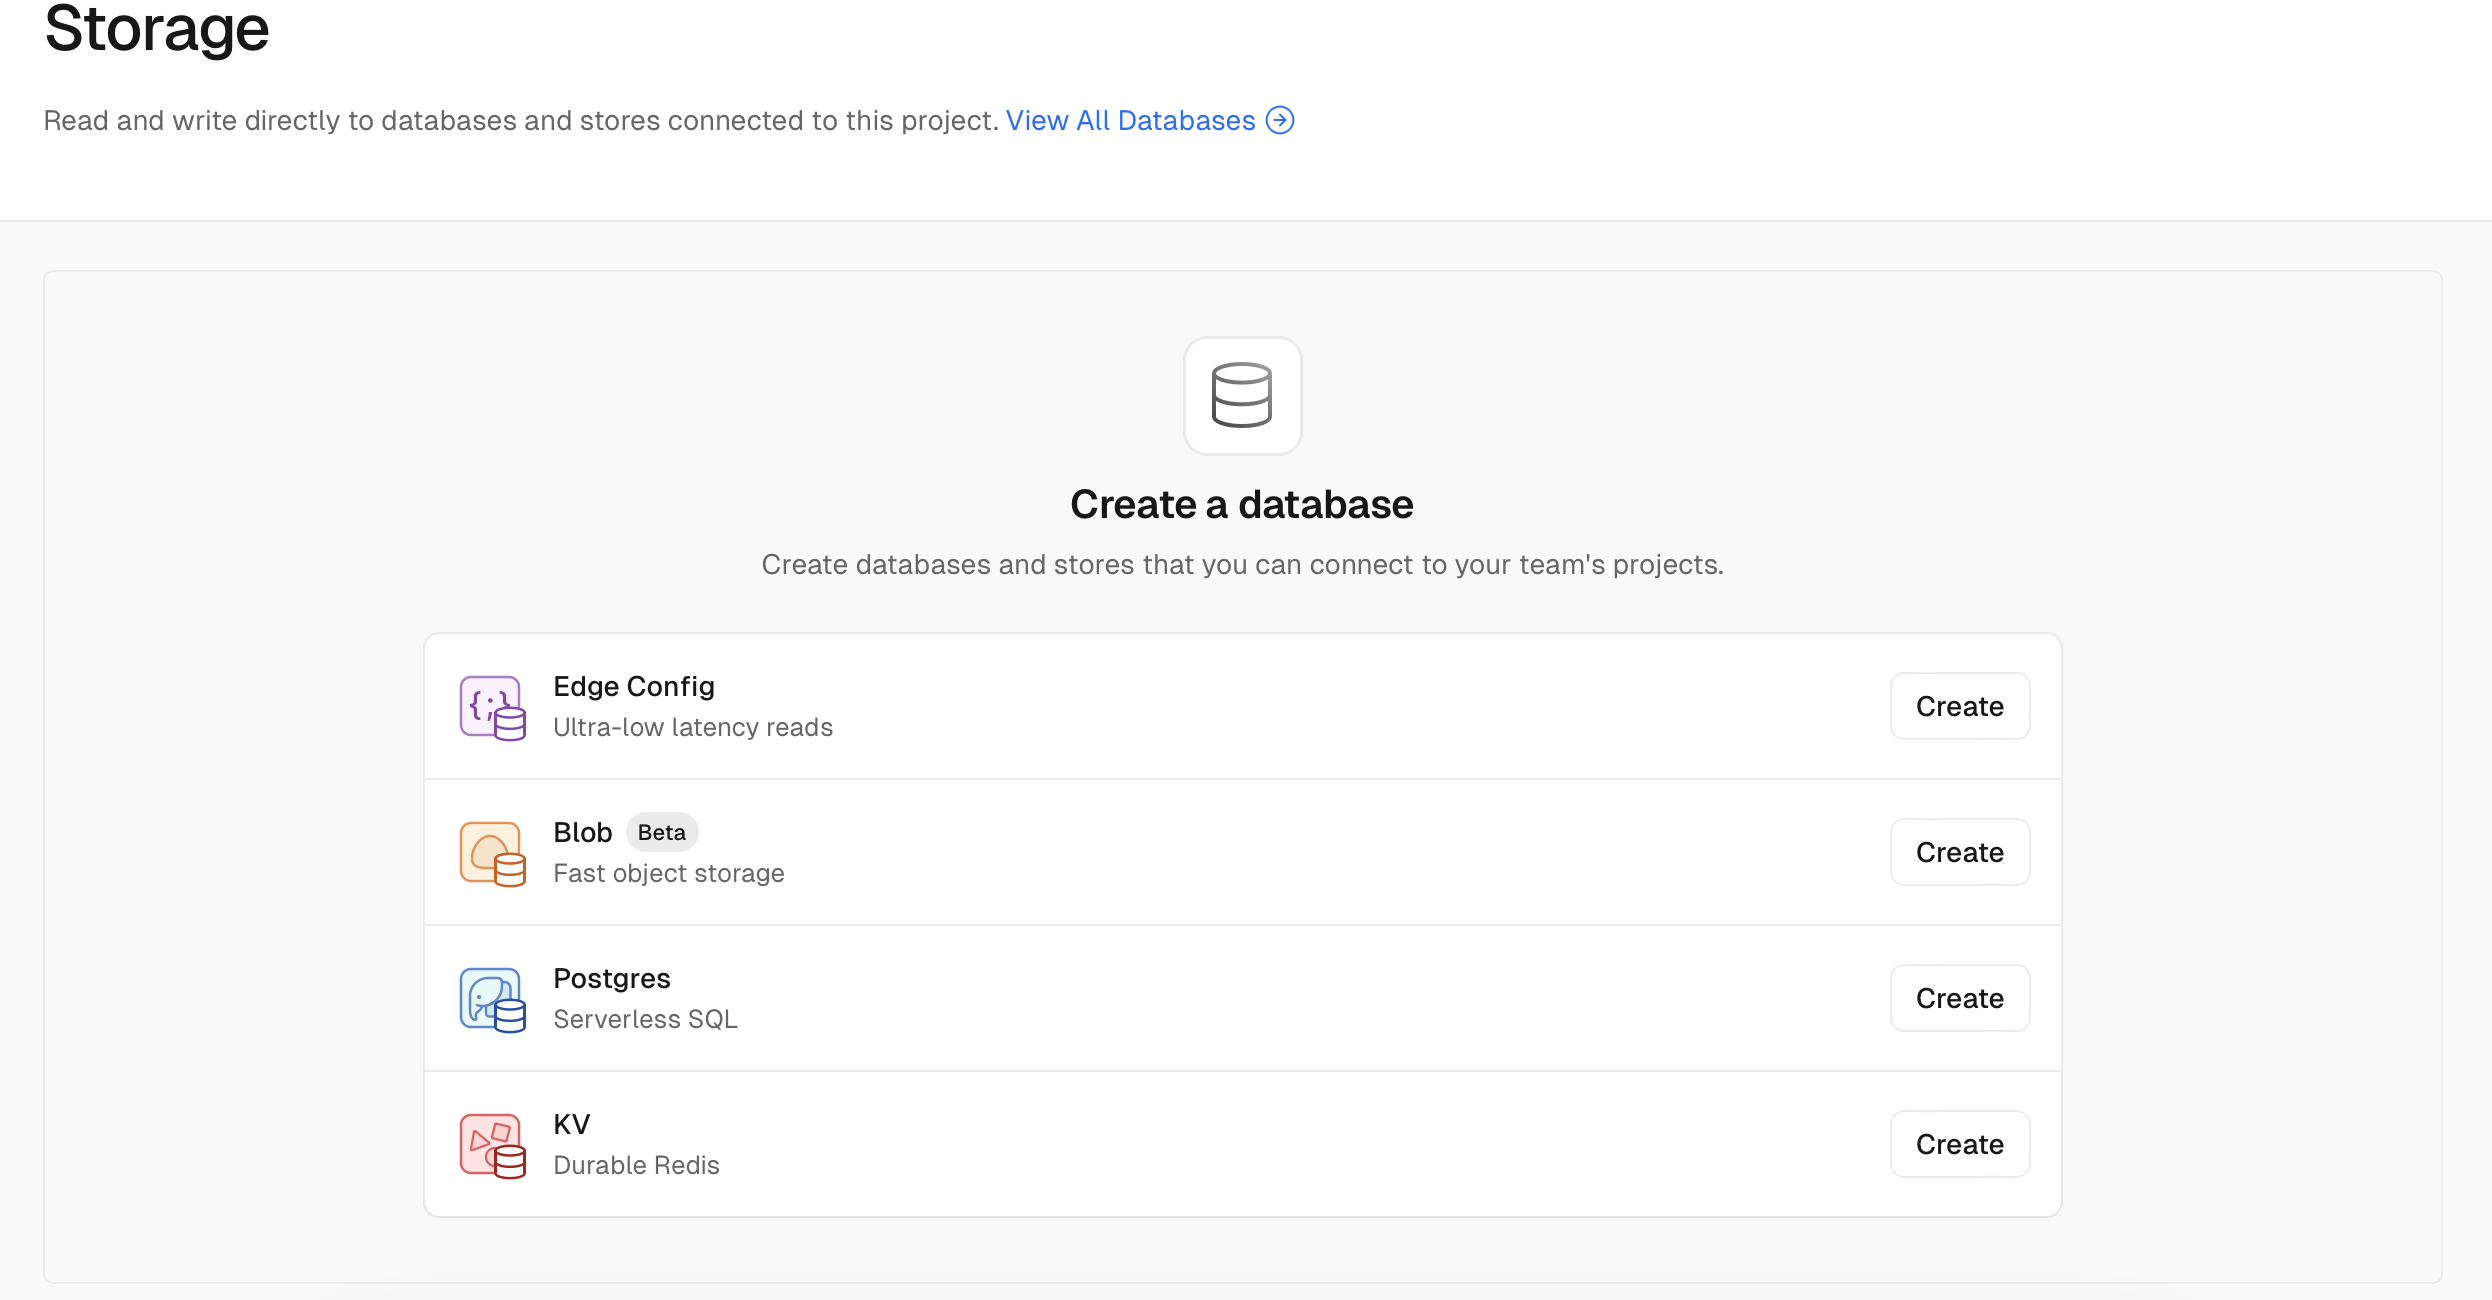 Storage
Read and write directly to databases and stores connected to this project. View All Databases
Create a database
Create databases and stores that you can connect to your team's projects.
Edge Config
Ultra-low latency reads
Create
Blob Beta
Fast object storage
Create
Postgres
Serverless SQL
Create
KV
Durable Redis
Create